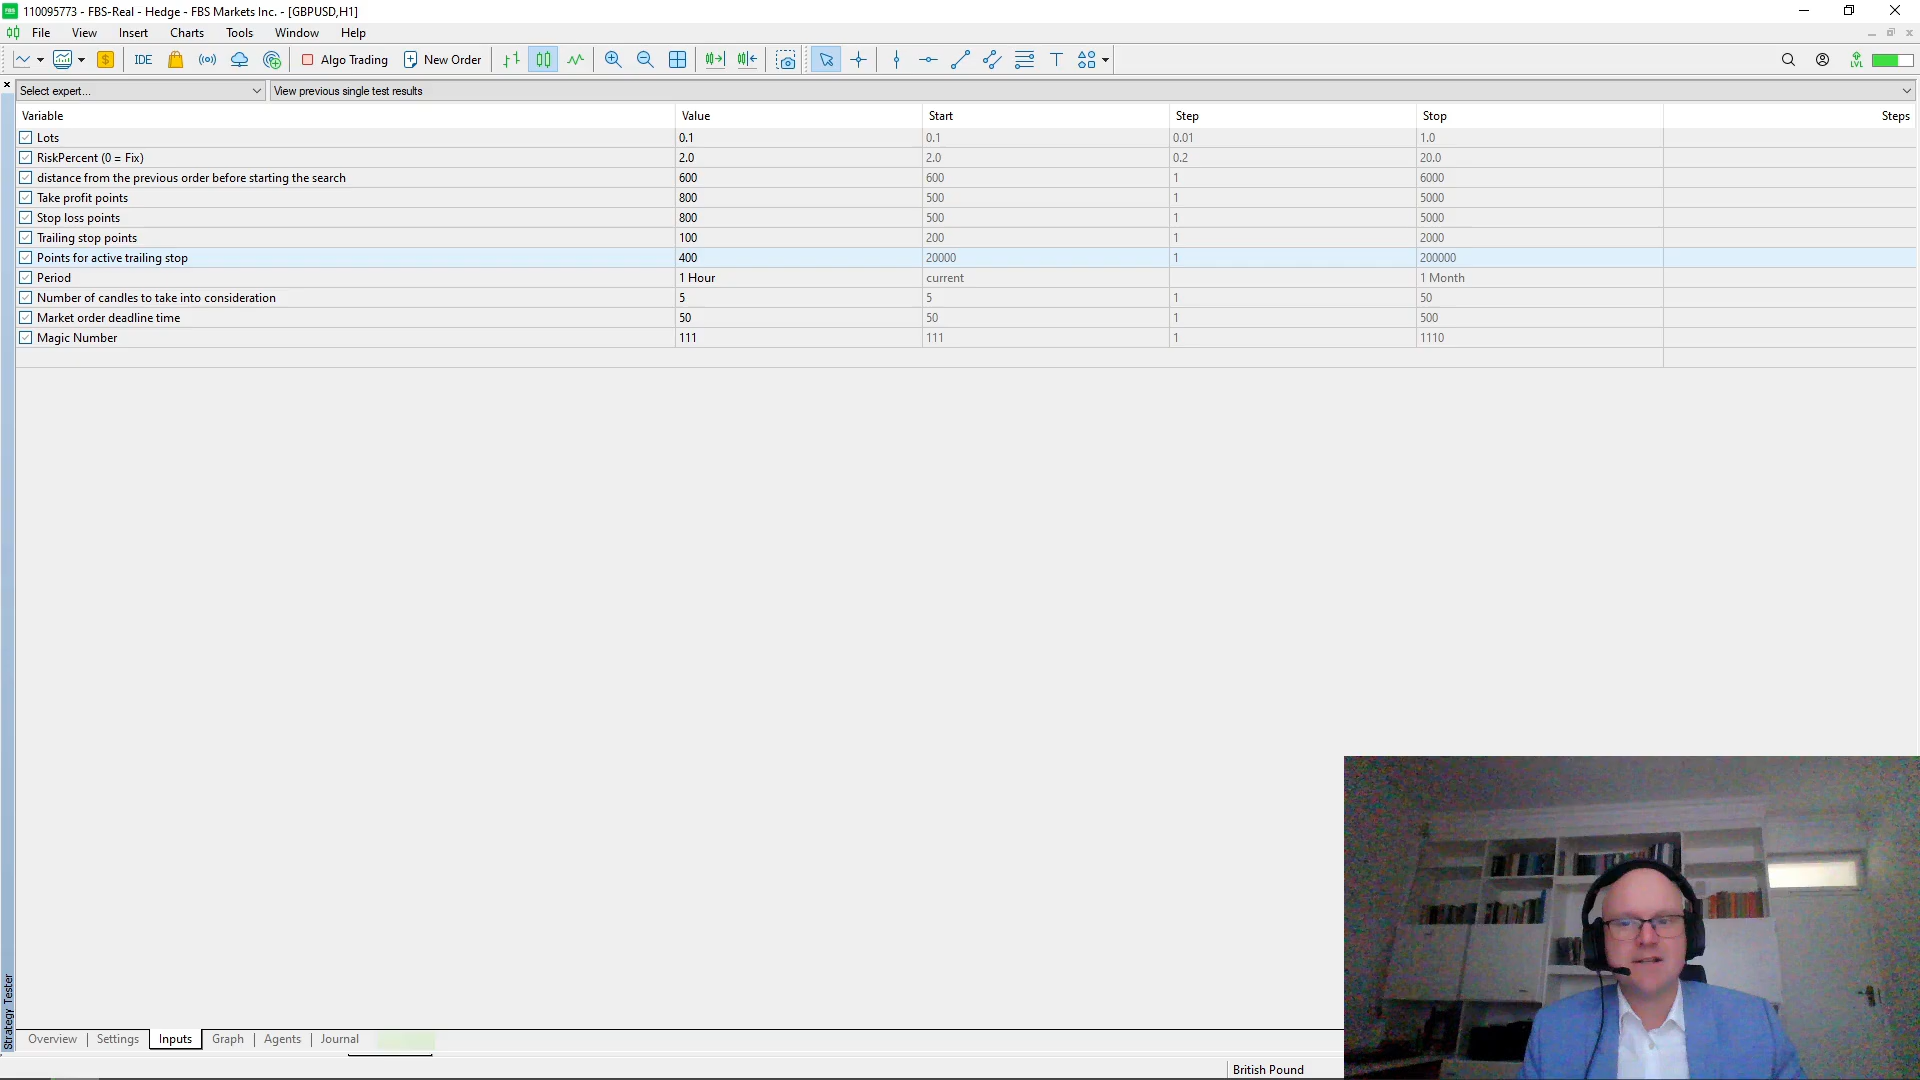 110095773 - FBS-Real - Hedge - FBS Markets Inc. - [GBPUSD,H1]
File View Insert Charts Tools Window Help
IDE Algo Trading New Order LVL
Select expert... View previous single test results
Variable Value Start Step Stop Steps
Lots 0.1 0.1 0.01 1.0
RiskPercent (0 = Fix) 2.0 2.0 0.2 20.0
distance from the previous order before starting the search 600 600 1 6000
Take profit points 800 500 1 5000
Stop loss points 800 500 1 5000
Trailing stop points 100 200 1 2000
Points for active trailing stop 400 20000 1 200000
Period 1 Hour current 1 Month
Number of candles to take into consideration 5 5 1 50
Market order deadline time 50 50 1 500
Magic Number 111 111 1 1110
Strategy Tester
Overview Settings Inputs Graph Agents Journal
British Pound